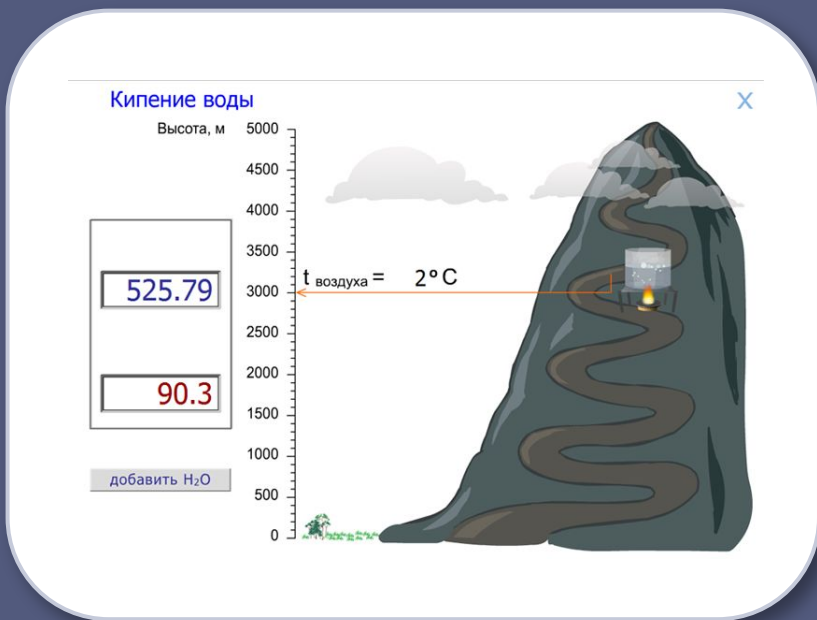 Кипение воды
X
Высота, м
5000
4500
4000
3500
t воздуха = 2°C
3000
525.79
2500
2000
90.3
1500
1000
добавить H₂O
500
0